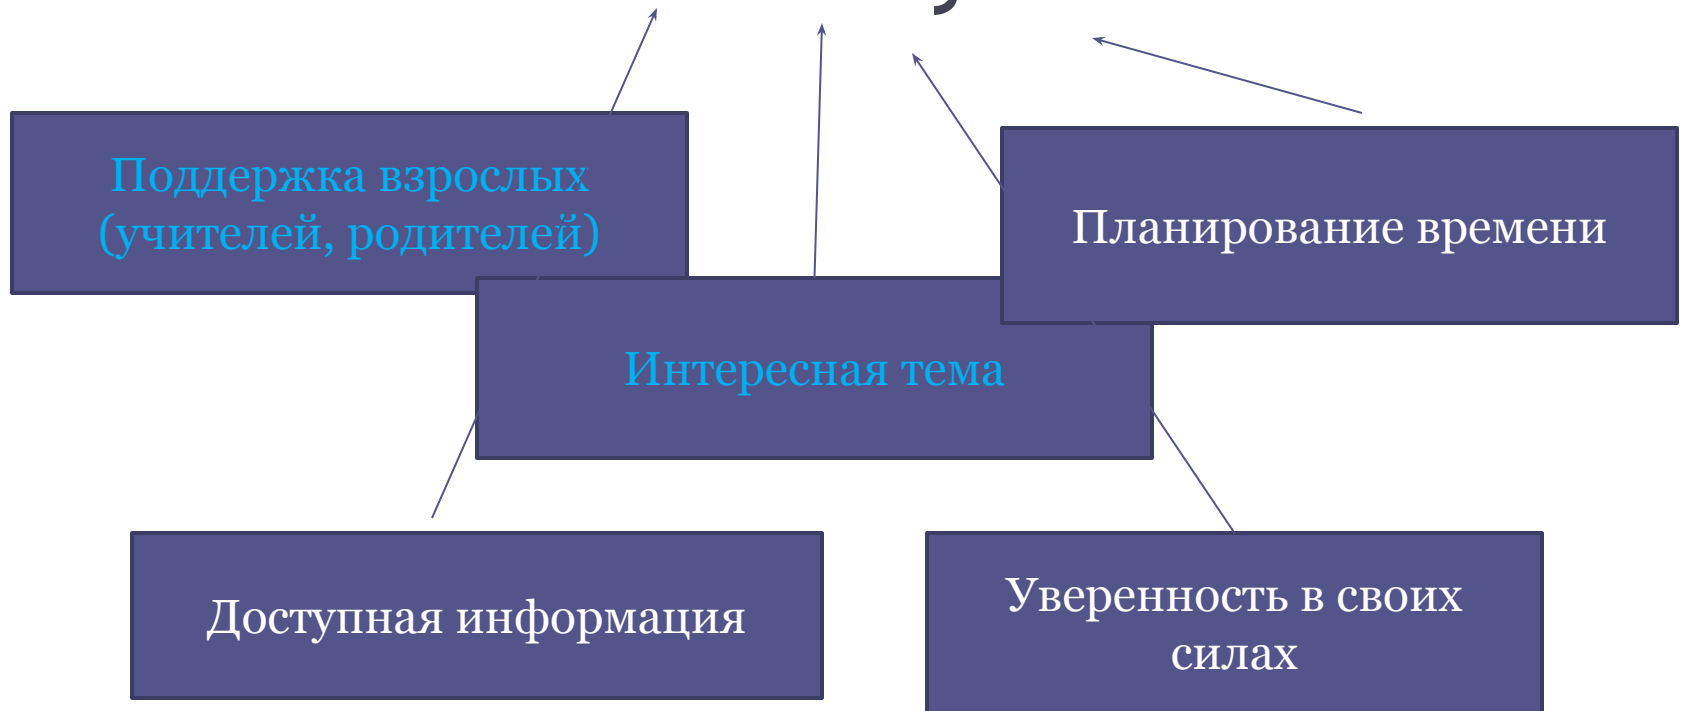 Поддержка взрослых
(учителей, родителей)
Планирование времени
Интересная тема
Доступная информация
Уверенность в своих
силах